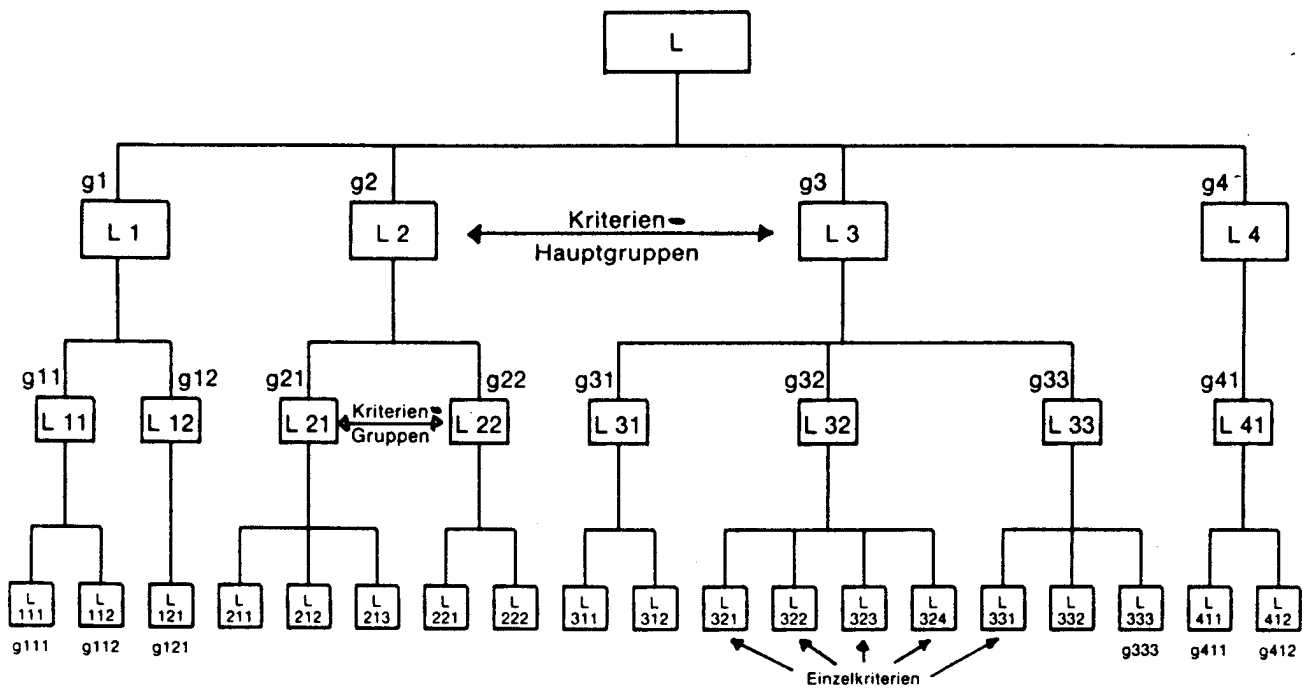 L
g1 g2 g3 g4
L 1 L 2 Kriterien- L 3 L 4
Hauptgruppen
g11 g12 g21 g22 g31 g32 g33 g41
L 11 L 12 L 21 Kriterien- L 22 L 31 L 32 L 33 L 41
Gruppen
L L L L L L L L L L L L L L L L L L
111 112 121 211 212 213 221 222 311 312 321 322 323 324 331 332 333 411 412
g111 g112 g121 g333 g411 g412
Einzelkriterien